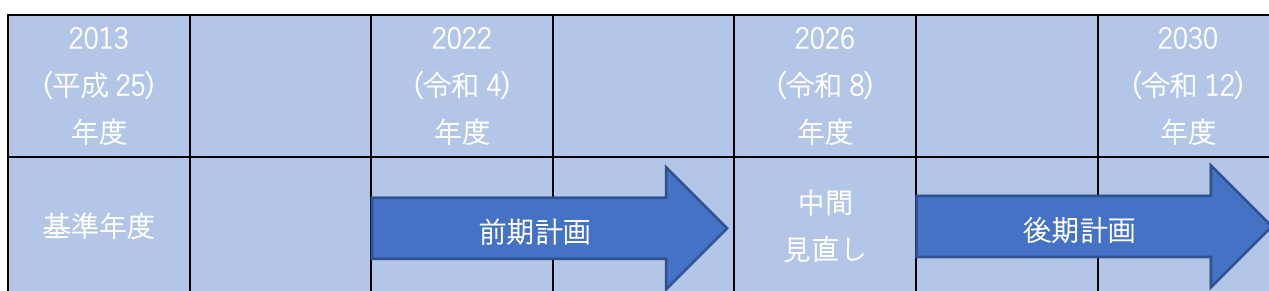 2013
(平成 25)
年度
2022
(令和 4)
年度
2026
(令和 8)
年度
2030
(令和 12)
年度
基準年度
前期計画
中間
見直し
後期計画